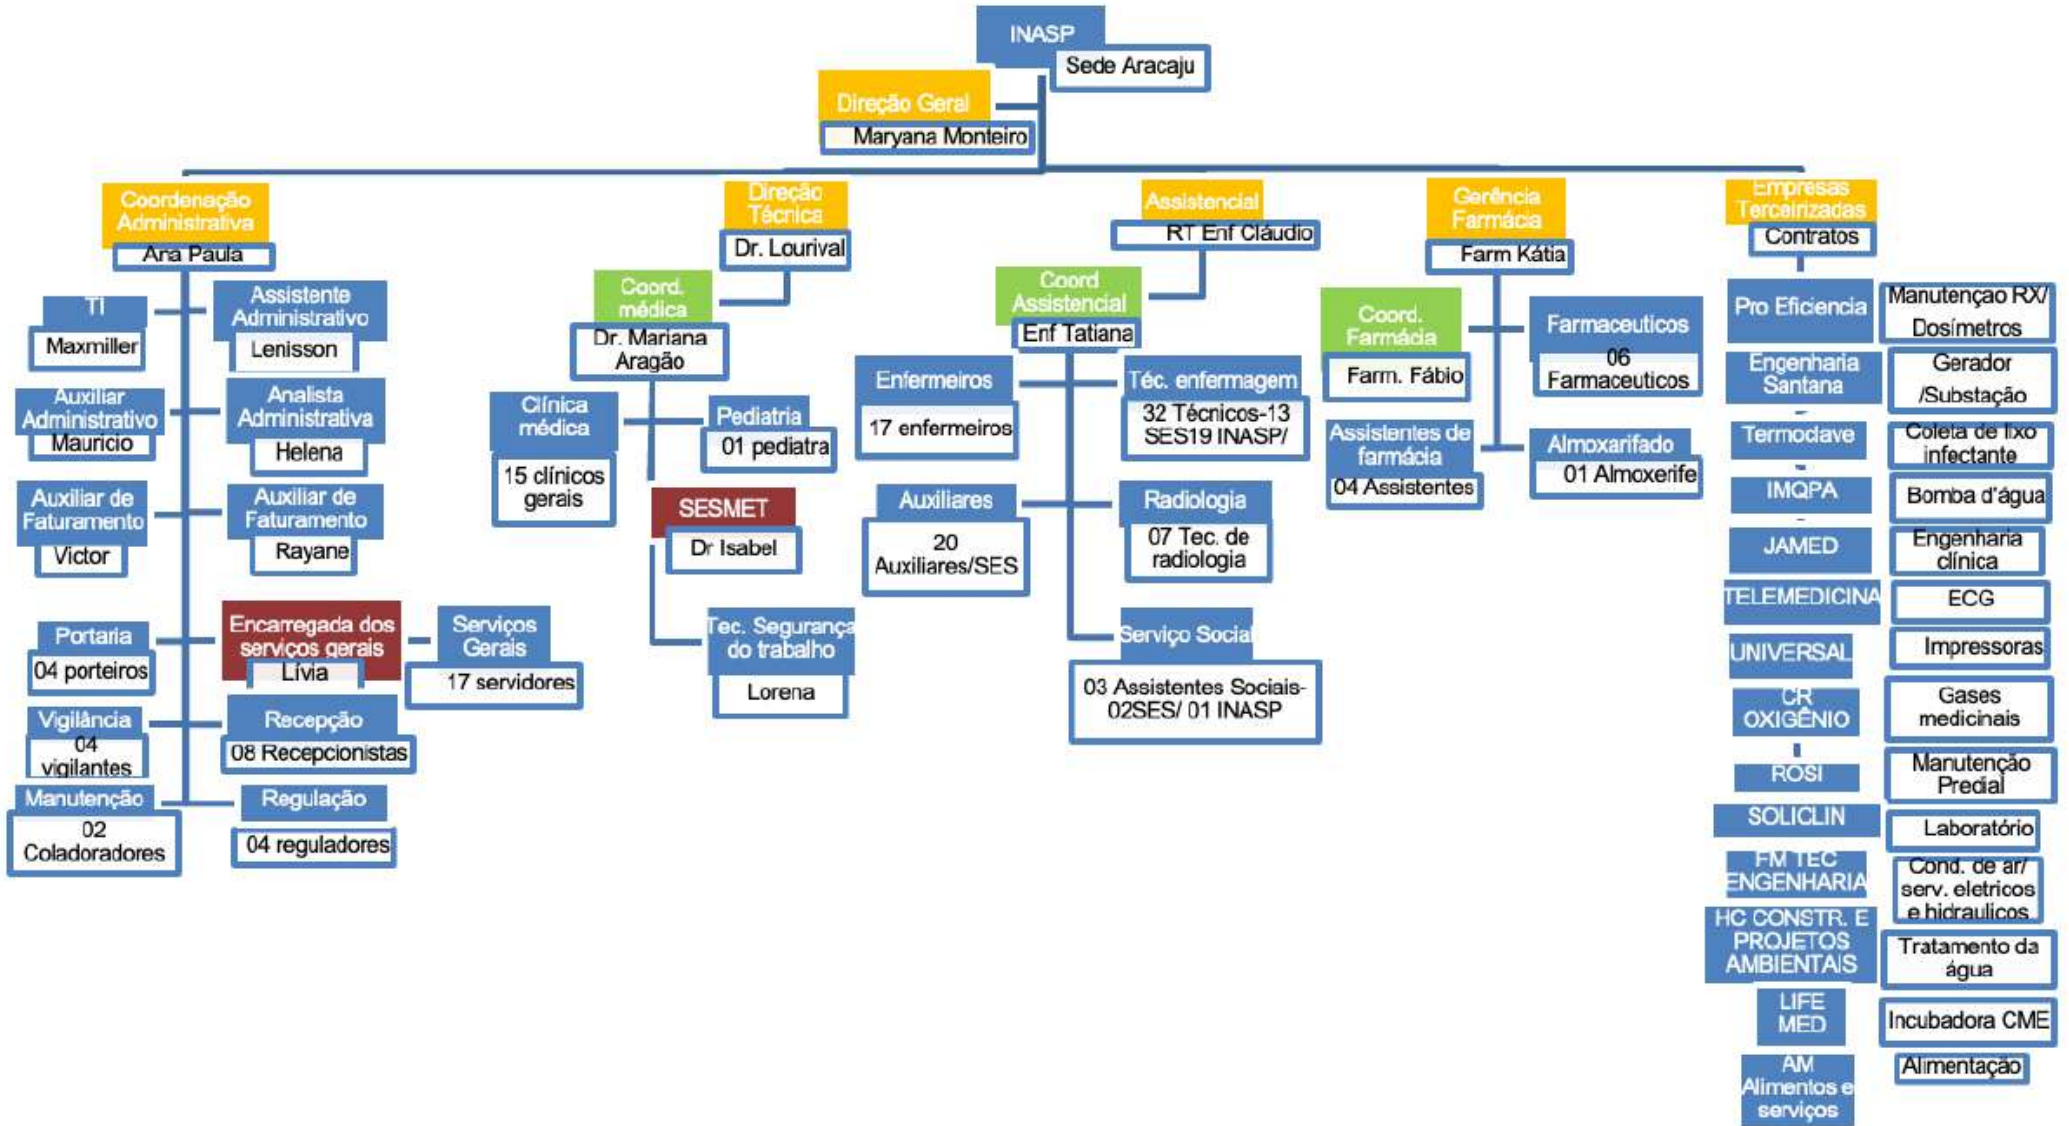 INASP
Sede Aracaju
Direção Geral
Maryana Monteiro
Coordenação
Administrativa
Ana Paula
TI
Maxmiller
Assistente
Administrativo
Lenisson
Auxiliar
Administrativo
Mauricio
Analista
Administrativa
Helena
Auxiliar de
Faturamento
Victor
Auxiliar de
Faturamento
Rayane
Portaria
04 porteiros
Encarregada dos
serviços gerais
Lívia
Serviços
Gerais
17 servidores
Vigilância
04
vigilantes
Recepção
08 Recepcionistas
Manutenção
02
Coladoradores
Regulação
04 reguladores
Direção
Técnica
Dr. Lourival
Coord.
médica
Dr. Mariana
Aragão
Clínica
médica
15 clínicos
gerais
Pediatria
01 pediatra
SESMET
Dr Isabel
Tec. Segurança
do trabalho
Lorena
Assistencial
RT Enf Cláudio
Coord
Assistencial
Enf Tatiana
Enfermeiros
17 enfermeiros
Téc. enfermagem
32 Técnicos-13
SES19 INASP/
Auxiliares
20
Auxiliares/SES
Radiologia
07 Tec. de
radiologia
Serviço Social
03 Assistentes Sociais-
02SES/ 01 INASP
Gerência
Farmácia
Farm Kátia
Coord.
Farmácia
Farm. Fábio
Farmaceuticos
06
Farmaceuticos
Assistentes de
farmácia
04 Assistentes
Almoxarifado
01 Almoxerife
Empresas
Terceirizadas
Contratos
Pro Eficiencia
Manutençao RX/
Dosímetros
Engenharia
Santana
Gerador
/Substação
Termoclave
Coleta de lixo
infectante
IMQPA
Bomba d'água
JAMED
Engenharia
clínica
TELEMEDICINA
ECG
UNIVERSAL
Impressoras
CR
OXIGÊNIO
Gases
medicinais
ROSI
Manutenção
Predial
SOLICLIN
Laboratório
FM TEC
ENGENHARIA
Cond. de ar/
serv. eletricos
e hidraulicos
HC CONSTR. E
PROJETOS
AMBIENTAIS
Tratamento da
água
LIFE
MED
Incubadora CME
AM
Alimentos e
serviços
Alimentação